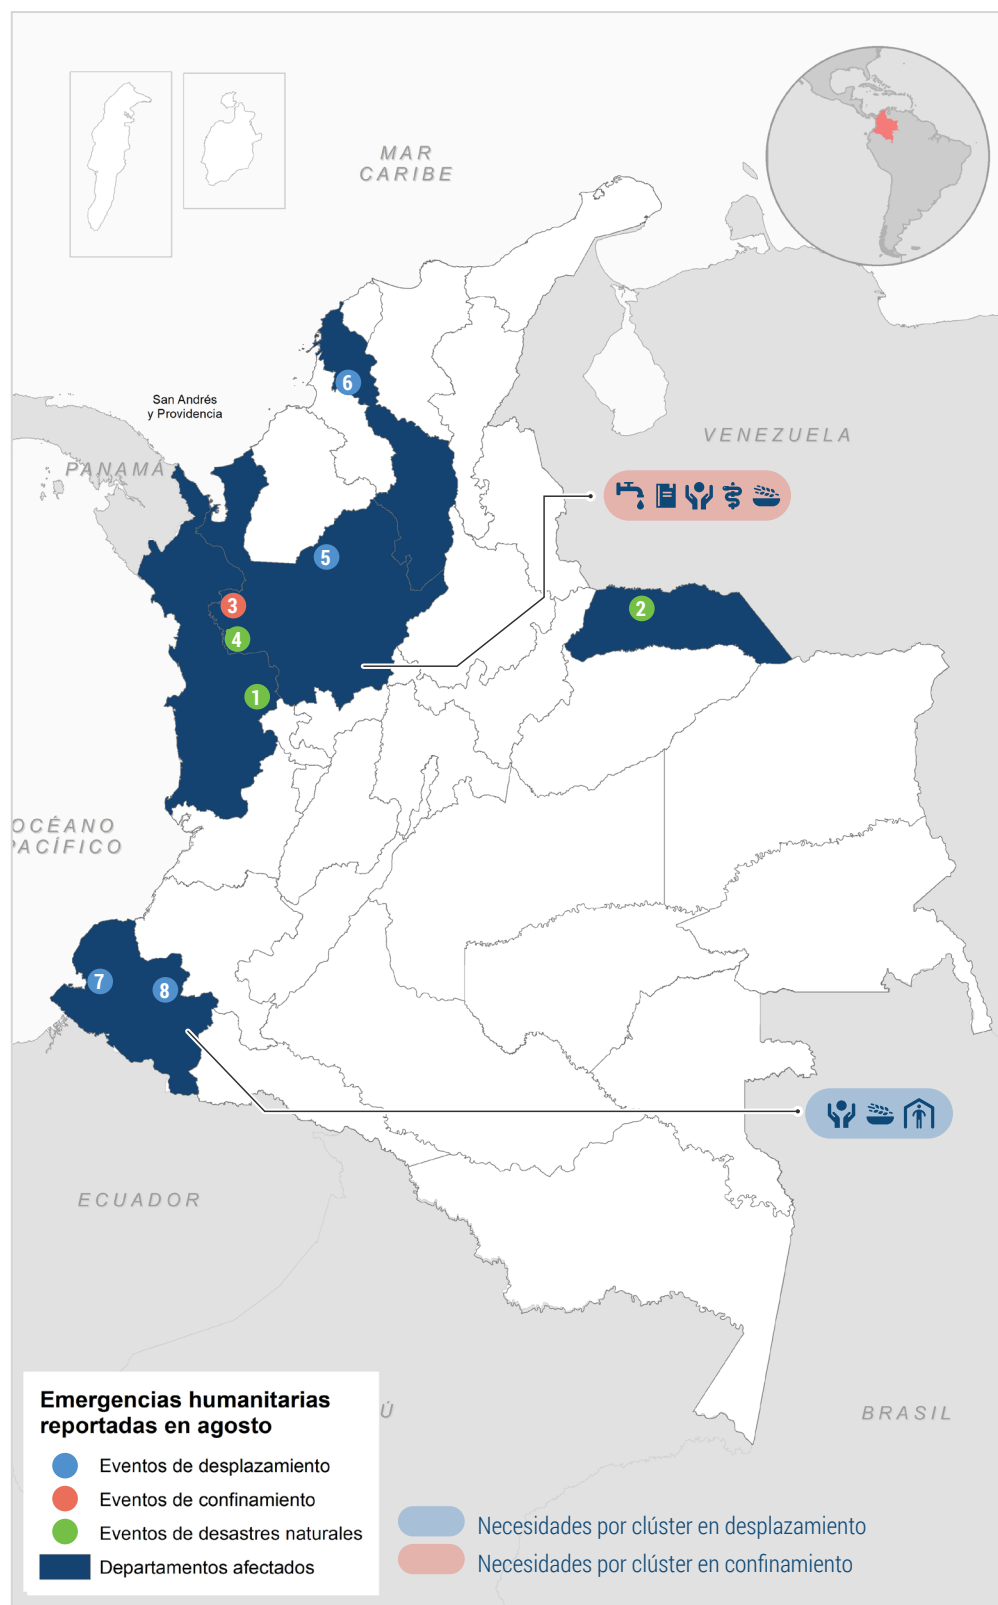 MAR
CARIBE
San Andrés
y Providencia
PANAMÁ
VENEZUELA
6
5
3
4
2
1
OCÉANO
PACÍFICO
7
8
ECUADOR
BRASIL
Emergencias humanitarias
reportadas en agosto
Eventos de desplazamiento
Eventos de confinamiento
Eventos de desastres naturales
Departamentos afectados
Necesidades por clúster en desplazamiento
Necesidades por clúster en confinamiento